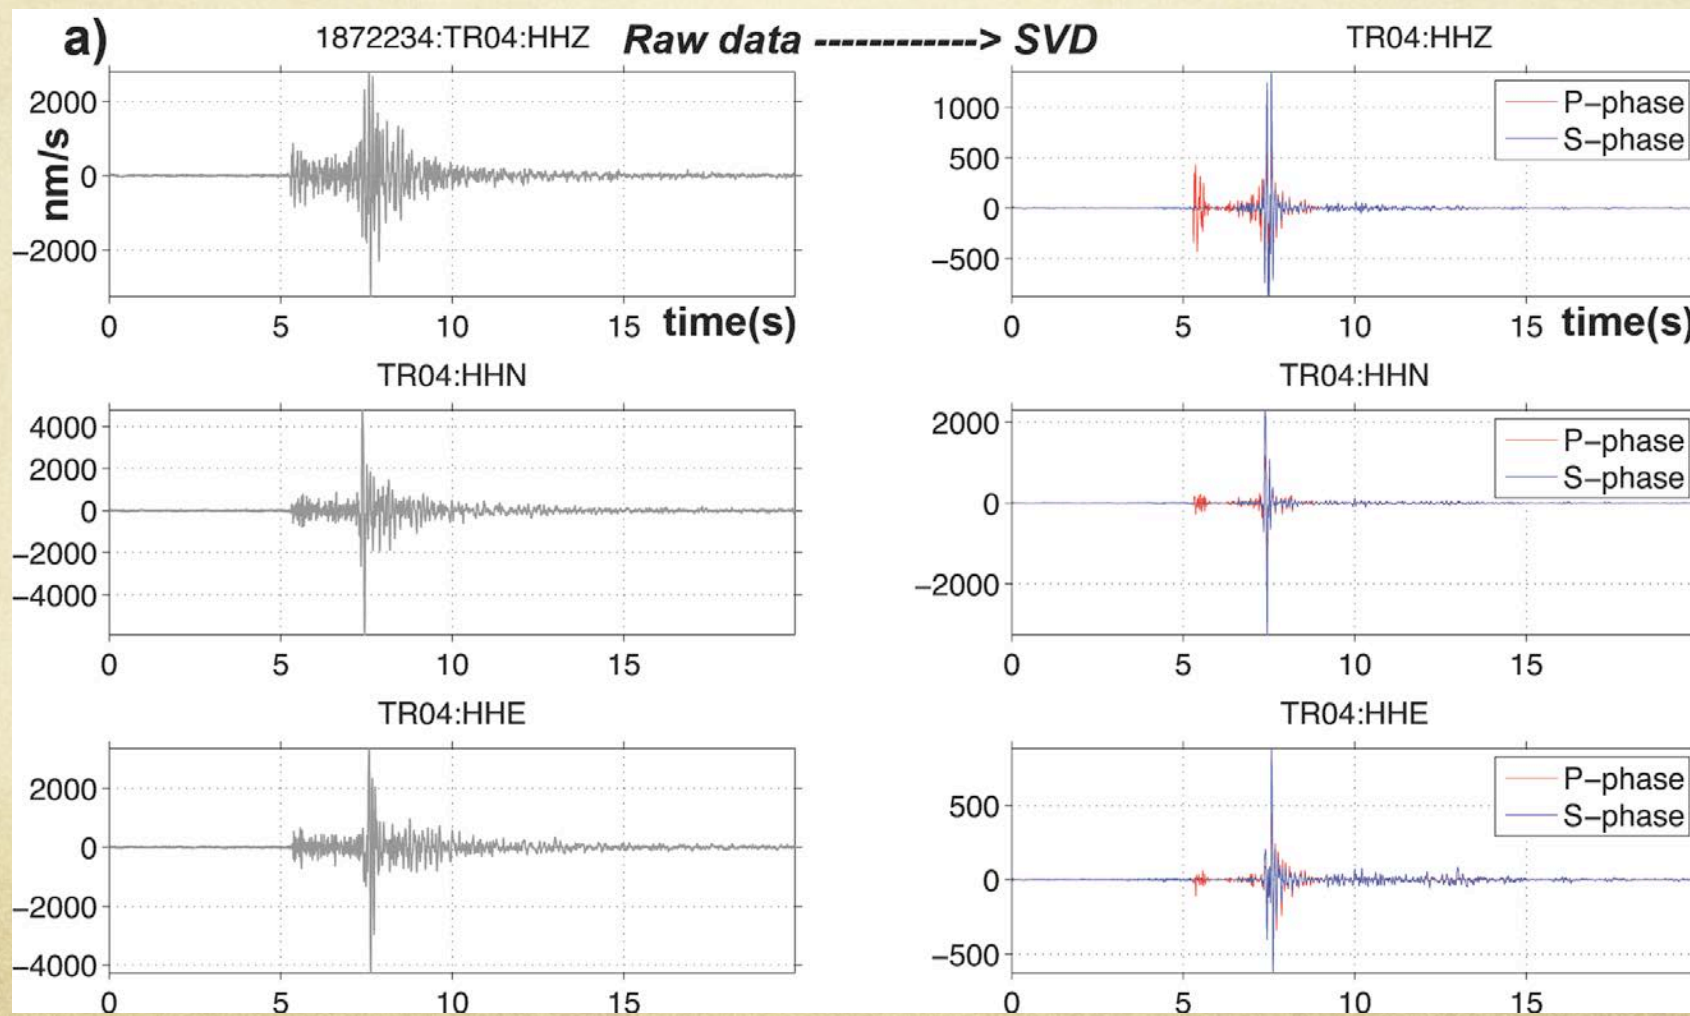 a)
1872234:TR04:HHZ
Raw data ------------> SVD
TR04:HHZ
nm/s
2000
0
−2000
0 5 10 15 time(s)
1000
500
0
−500
P−phase
S−phase
0 5 10 15 time(s)
TR04:HHN
4000
2000
0
−2000
−4000
0 5 10 15
TR04:HHN
2000
0
−2000
P−phase
S−phase
0 5 10 15
TR04:HHE
2000
0
−2000
−4000
0 5 10 15
TR04:HHE
500
0
−500
P−phase
S−phase
0 5 10 15